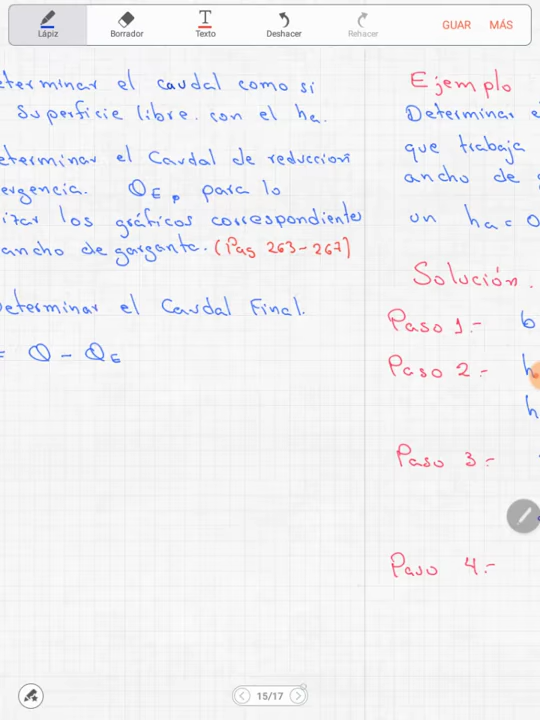 Lápiz
Borrador
Texto
Deshacer
Rehacer
GUAR
MÁS
eterminar el caudal como si
Superficie libre. con el ha.
eterminar el Caudal de reducción
ergencia. QE, para lo
izar los gráficos correspondiente
ancho de garganta. (Pag 263-267)
Determinar el Caudal Final.
= Q - QE
Ejemplo
Determinar e
que trabaja
ancho de g
un ha = 0
Solución.
Paso 1.- b
Paso 2.- h
h
Paso 3.-
Paso 4.-
15/17